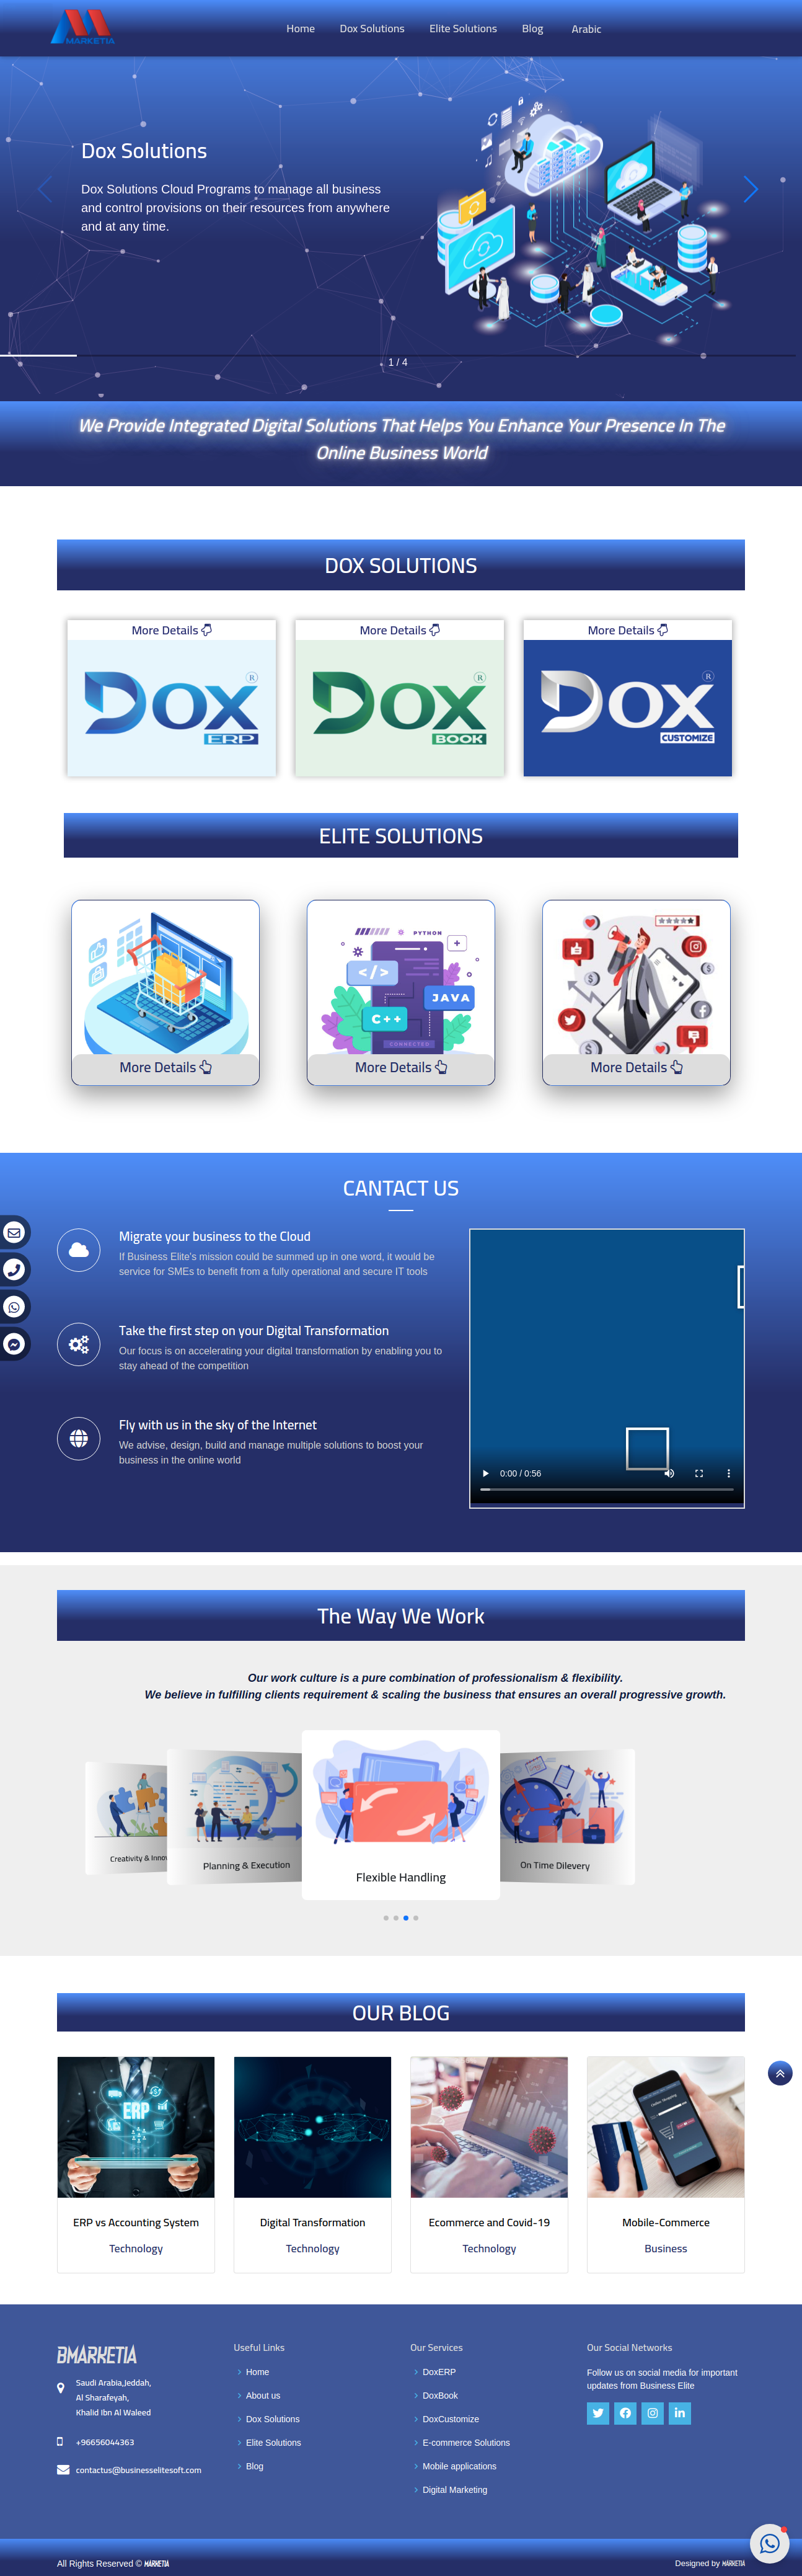 MARKETIA
Home
Dox Solutions
Elite Solutions
Blog
Arabic
Dox Solutions
Dox Solutions Cloud Programs to manage all business
and control provisions on their resources from anywhere
and at any time.
1 / 4
We Provide Integrated Digital Solutions That Helps You Enhance Your Presence In The
Online Business World
DOX SOLUTIONS
More Details
DOX ®
ERP
More Details
DOX ®
BOOK
More Details
DOX ®
CUSTOMIZE
ELITE SOLUTIONS
More Details
PYTHON
</>
JAVA
C++
CONNECTED
More Details
More Details
CANTACT US
Migrate your business to the Cloud
If Business Elite's mission could be summed up in one word, it would be
service for SMEs to benefit from a fully operational and secure IT tools
Take the first step on your Digital Transformation
Our focus is on accelerating your digital transformation by enabling you to
stay ahead of the competition
Fly with us in the sky of the Internet
We advise, design, build and manage multiple solutions to boost your
business in the online world
0:00 / 0:56
The Way We Work
Our work culture is a pure combination of professionalism & flexibility.
We believe in fulfilling clients requirement & scaling the business that ensures an overall progressive growth.
Creativity & Innov
Planning & Execution
Flexible Handling
On Time Dilevery
OUR BLOG
ERP
ERP vs Accounting System
Technology
Digital Transformation
Technology
Ecommerce and Covid-19
Technology
Mobile-Commerce
Business
BMARKETIA
Saudi Arabia,Jeddah,
Al Sharafeyah,
Khalid Ibn Al Waleed
+96656044363
contactus@businesselitesoft.com
Useful Links
Home
About us
Dox Solutions
Elite Solutions
Blog
Our Services
DoxERP
DoxBook
DoxCustomize
E-commerce Solutions
Mobile applications
Digital Marketing
Our Social Networks
Follow us on social media for important
updates from Business Elite
All Rights Reserved © BMARKETIA
Designed by BMARKETIA